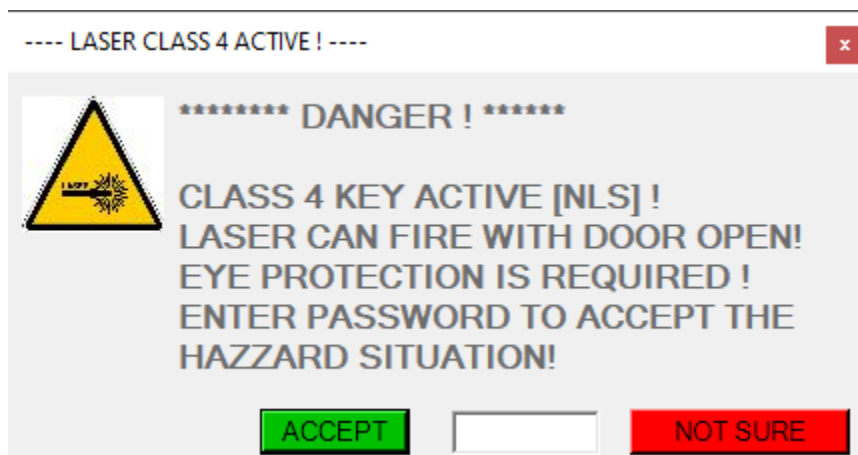 ---- LASER CLASS 4 ACTIVE ! ----
x
******** DANGER ! ******
LASER
CLASS 4 KEY ACTIVE [NLS] !
LASER CAN FIRE WITH DOOR OPEN!
EYE PROTECTION IS REQUIRED !
ENTER PASSWORD TO ACCEPT THE
HAZZARD SITUATION!
ACCEPT
NOT SURE